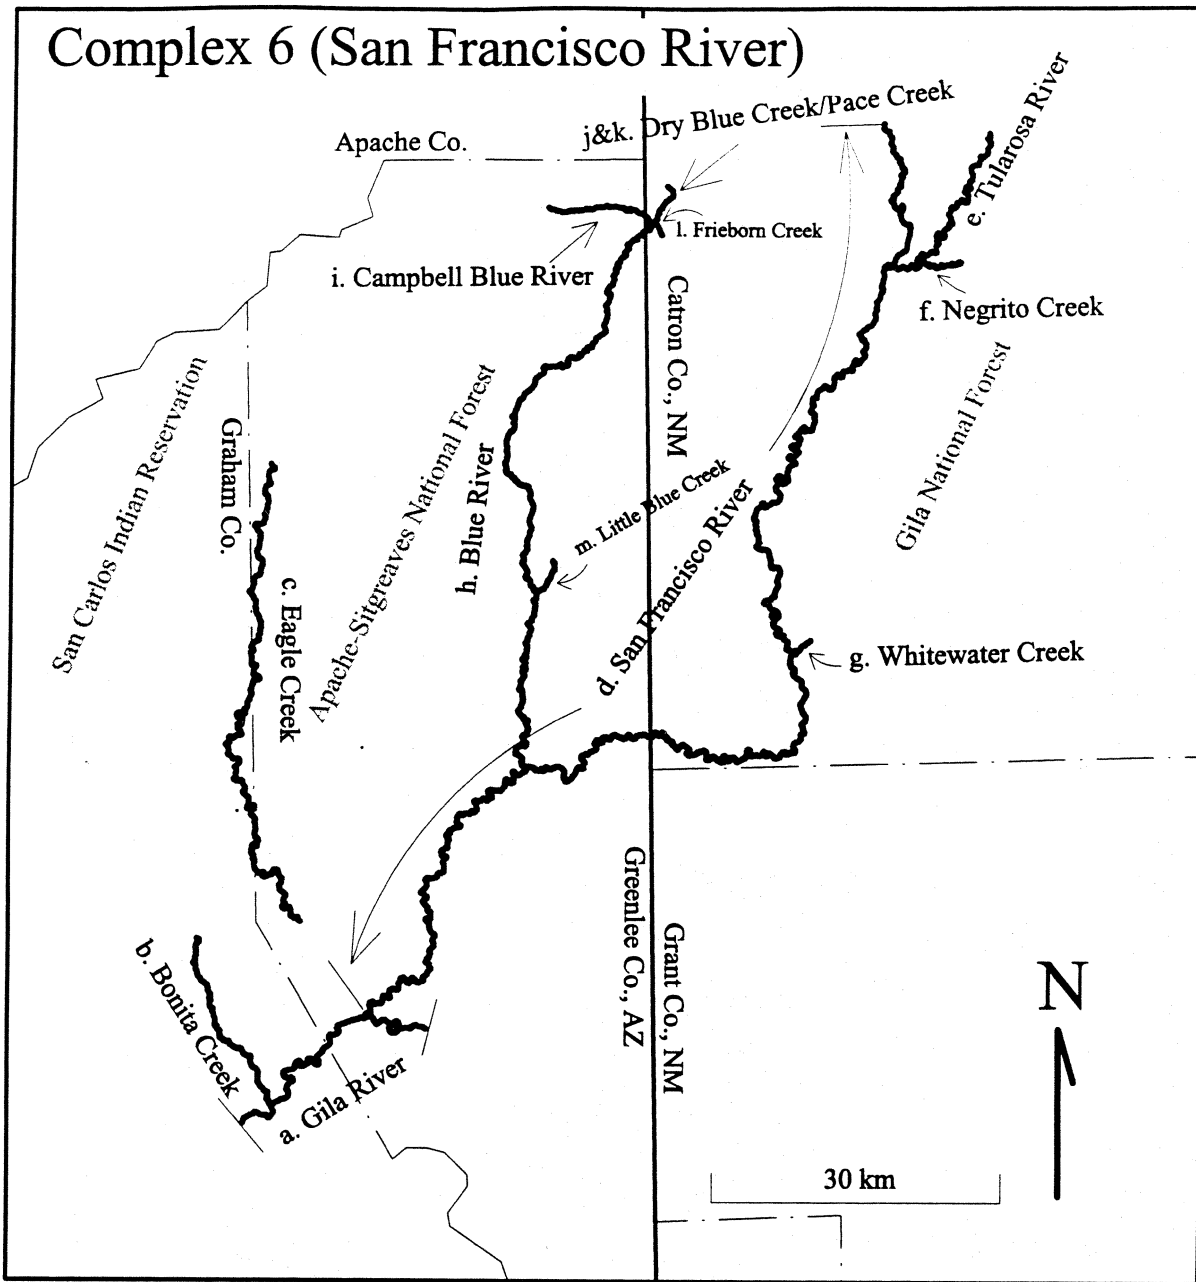 Complex 6 (San Francisco River)
Apache Co.
j&k. Dry Blue Creek/Pace Creek
e. Tularosa River
l. Frieborn Creek
i. Campbell Blue River
f. Negrito Creek
Catron Co., NM
San Carlos Indian Reservation
Graham Co.
Apache-Sitgreaves National Forest
h. Blue River
Gila National Forest
m. Little Blue Creek
d. San Francisco River
c. Eagle Creek
g. Whitewater Creek
Greenlee Co., AZ
Grant Co., NM
b. Bonita Creek
a. Gila River
N
30 km